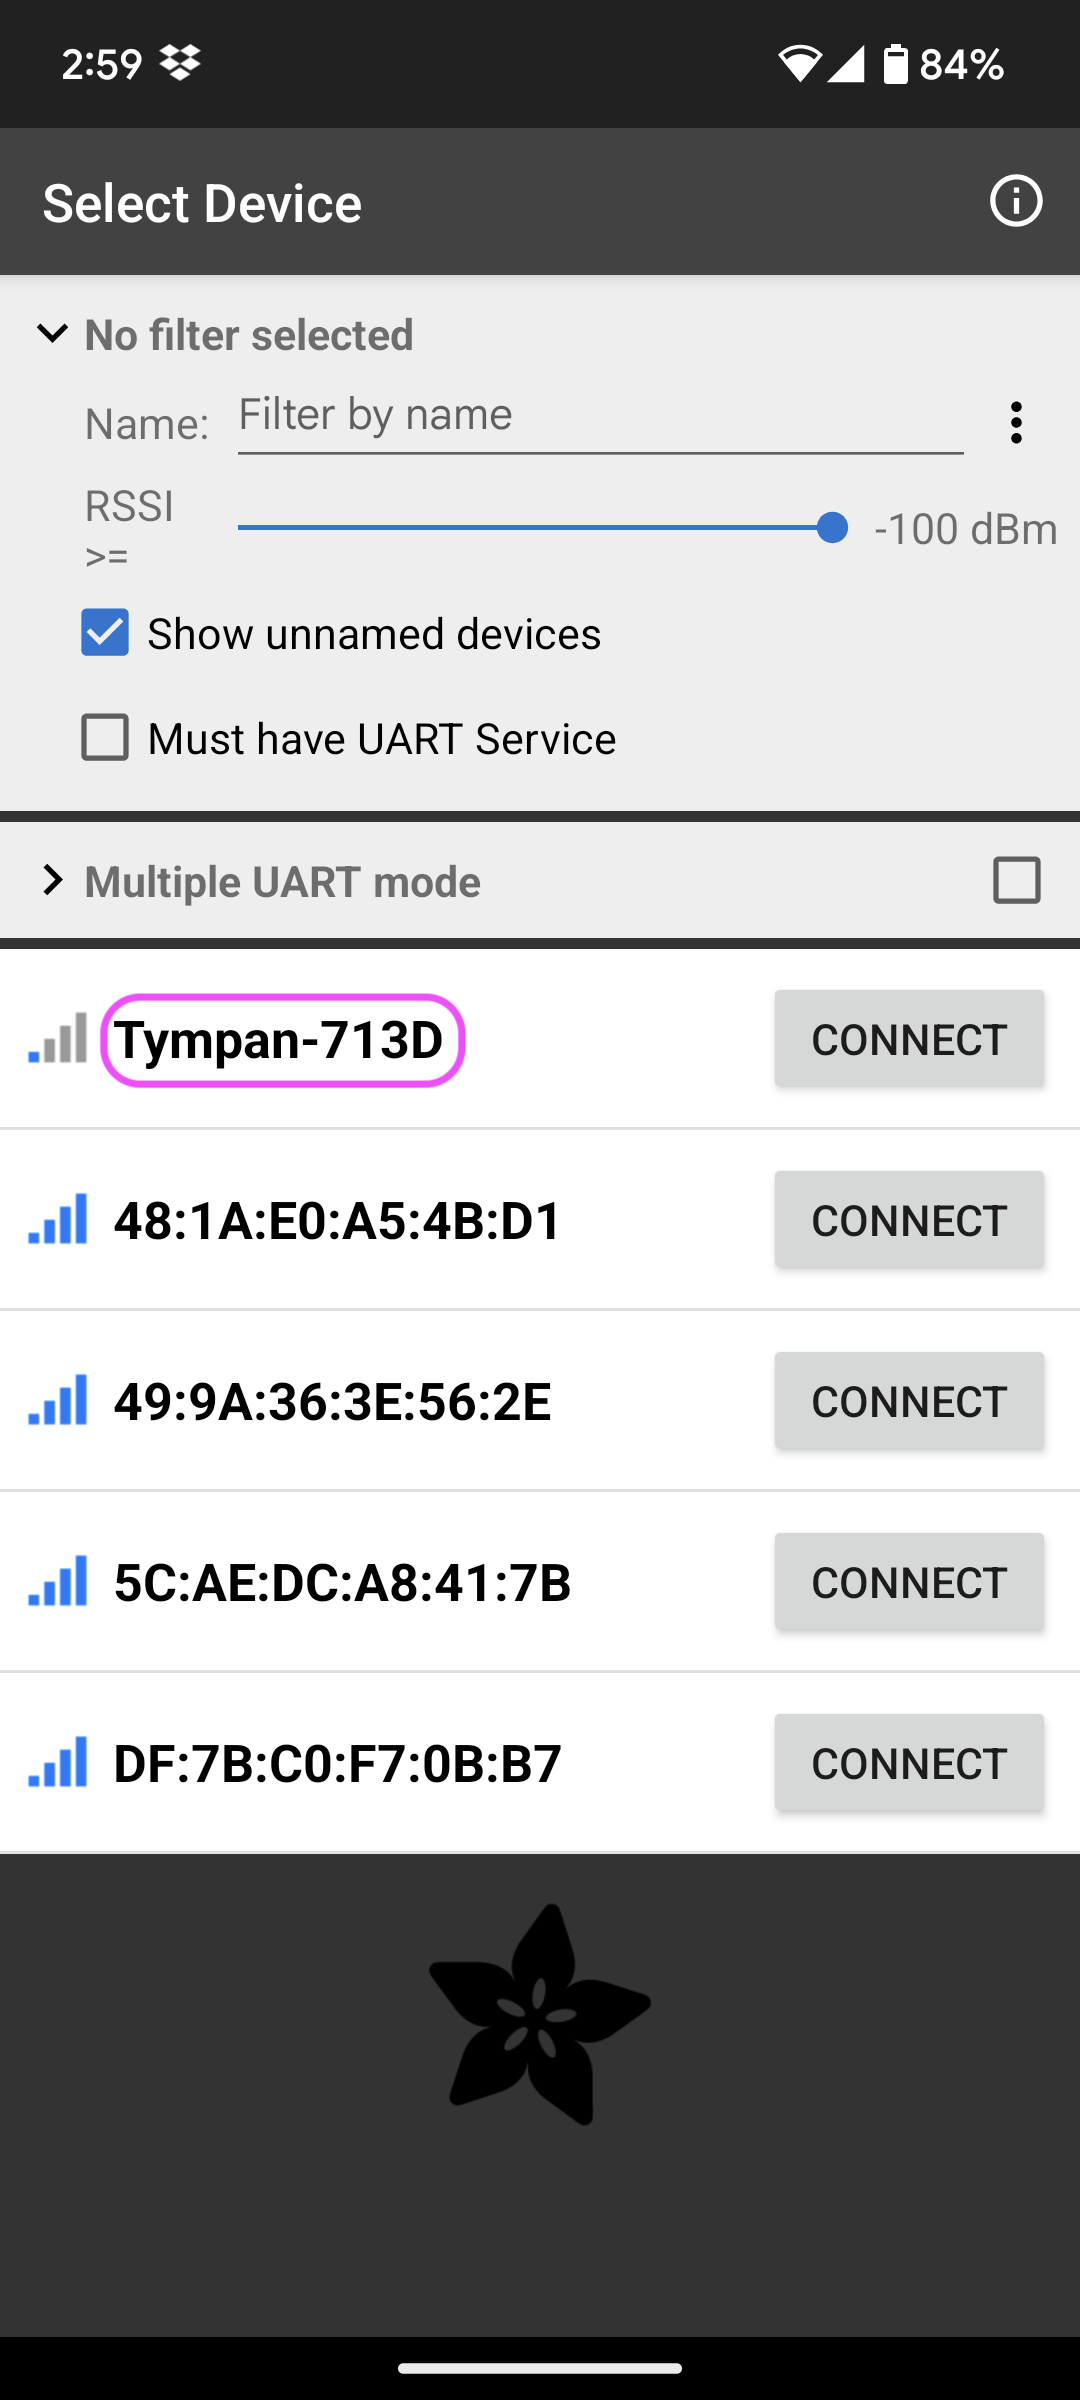 2:59
84%
Select Device
No filter selected
Name: Filter by name
RSSI >= -100 dBm
Show unnamed devices
Must have UART Service
Multiple UART mode
Tympan-713D CONNECT
48:1A:E0:A5:4B:D1 CONNECT
49:9A:36:3E:56:2E CONNECT
5C:AE:DC:A8:41:7B CONNECT
DF:7B:C0:F7:0B:B7 CONNECT